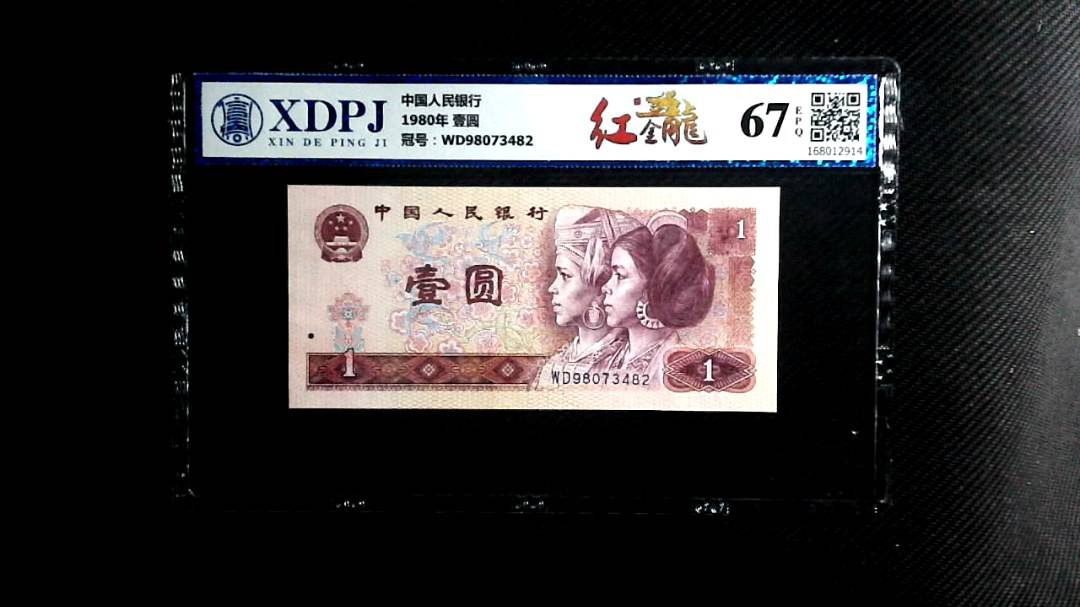 XDPJ
XIN DE PING JI
中国人民银行
1980年 壹圆
冠号：WD98073482
红金龍
67
EPQ
168012914
中国人民银行
壹圆
1
1
WD98073482
1